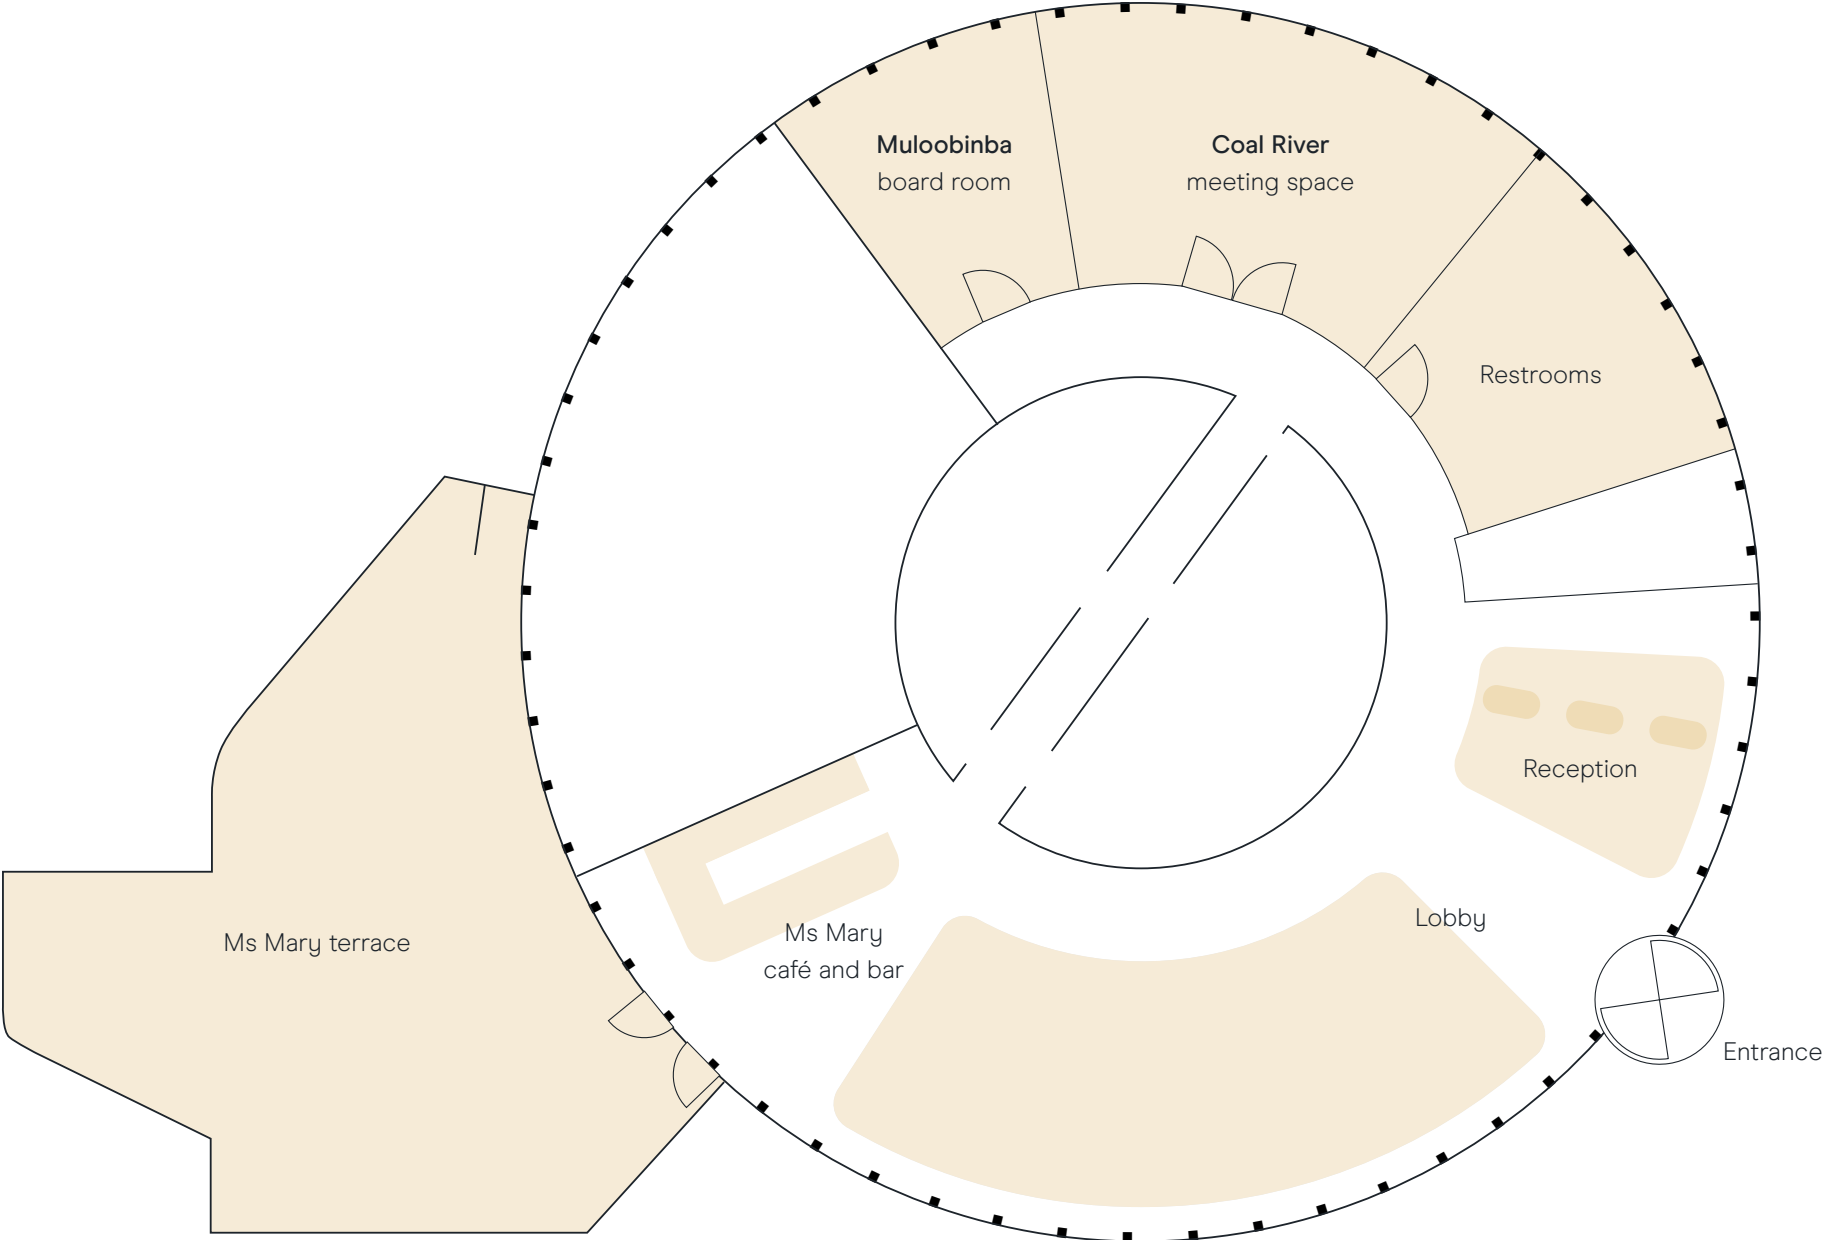 Muloobinba
board room
Coal River
meeting space
Restrooms
Reception
Lobby
Ms Mary
café and bar
Ms Mary terrace
Entrance